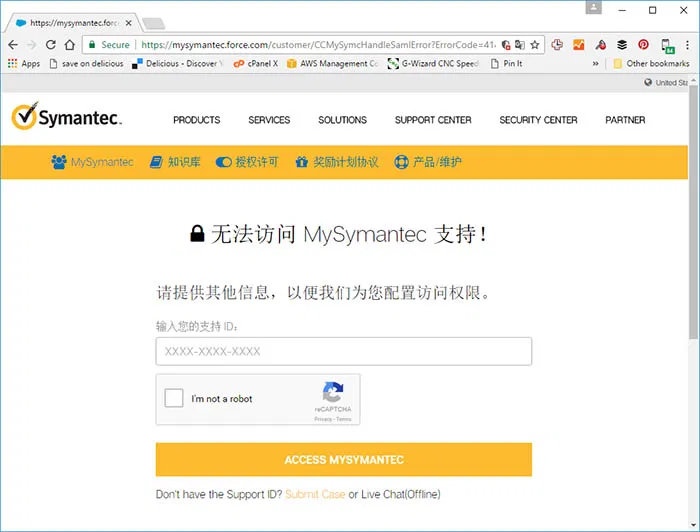 https://mysymantec.fo
Secure https://mysymantec.force.com/customer/CCMySymcHandleSamlError?ErrorCode=41
Apps save on delicious Delicious - Discover cPanel X AWS Management Co G-Wizard CNC Speed Pin It » Other bookmarks
United Sta
Symantec. PRODUCTS SERVICES SOLUTIONS SUPPORT CENTER SECURITY CENTER PARTNER
MySymantec 知识库 授权许可 奖励计划协议 产品/维护
无法访问 MySymantec 支持!
请提供其他信息，以便我们为您配置访问权限。
输入您的支持 ID:
XXXX-XXXX-XXXX
I'm not a robot
reCAPTCHA
Privacy - Terms
ACCESS MYSYMANTEC
Don't have the Support ID? Submit Case or Live Chat(Offline)